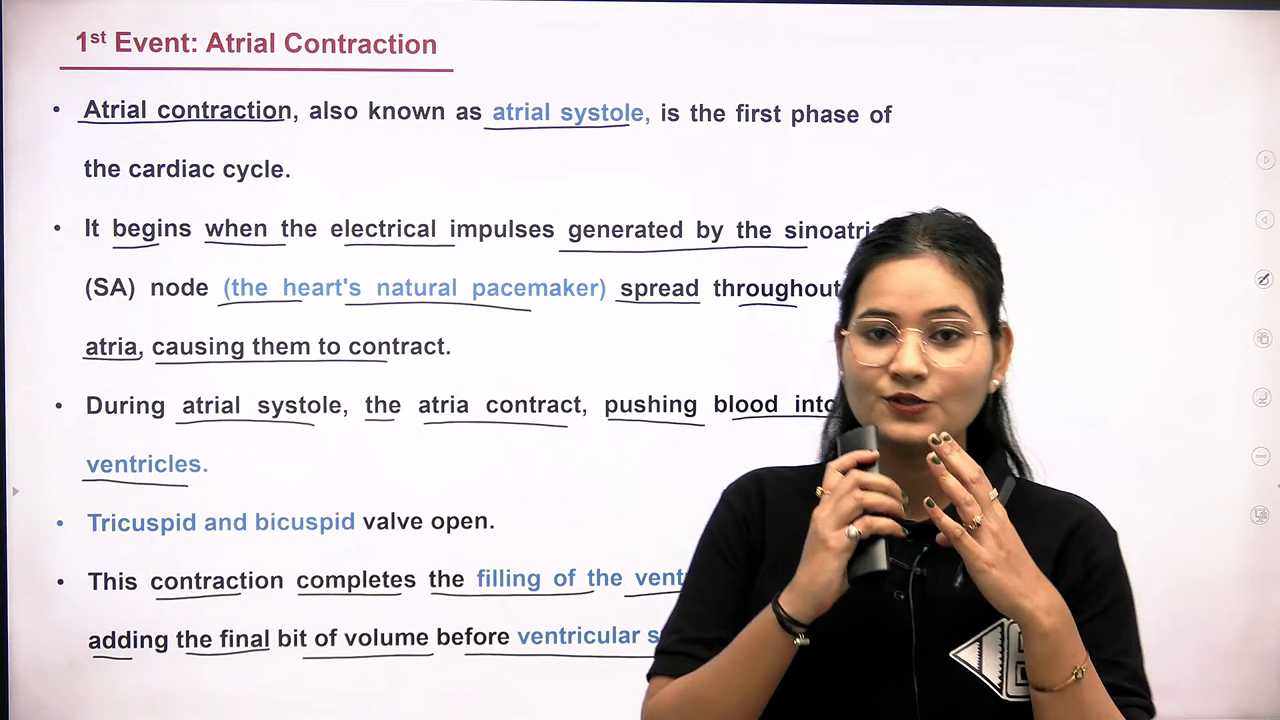 1st Event: Atrial Contraction
• Atrial contraction, also known as atrial systole, is the first phase of
the cardiac cycle.
• It begins when the electrical impulses generated by the
(SA) node (the heart's natural pacemaker) spread throughout
atria, causing them to contract.
• During atrial systole, the atria contract, pushing blood into
ventricles.
• Tricuspid and bicuspid valve open.
• This contraction completes the filling of the
adding the final bit of volume before ventricular